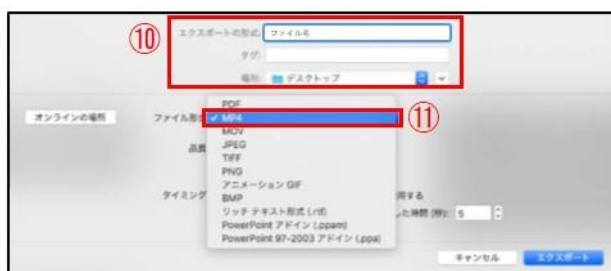 ⑩
エクスポートの形式: ファイル名
タグ:
場所: デスクトップ
オンラインの場所
ファイル形式
PDF
✓ MP4
⑪
MOV
JPEG
品質
TIFF
PNG
アニメーション GIF
タイミング
BMP
用する
リッチ テキスト形式 (.rtf)
した時間 (秒): 5
PowerPoint アドイン (.ppam)
PowerPoint 97-2003 アドイン (.ppa)
キャンセル
エクスポート